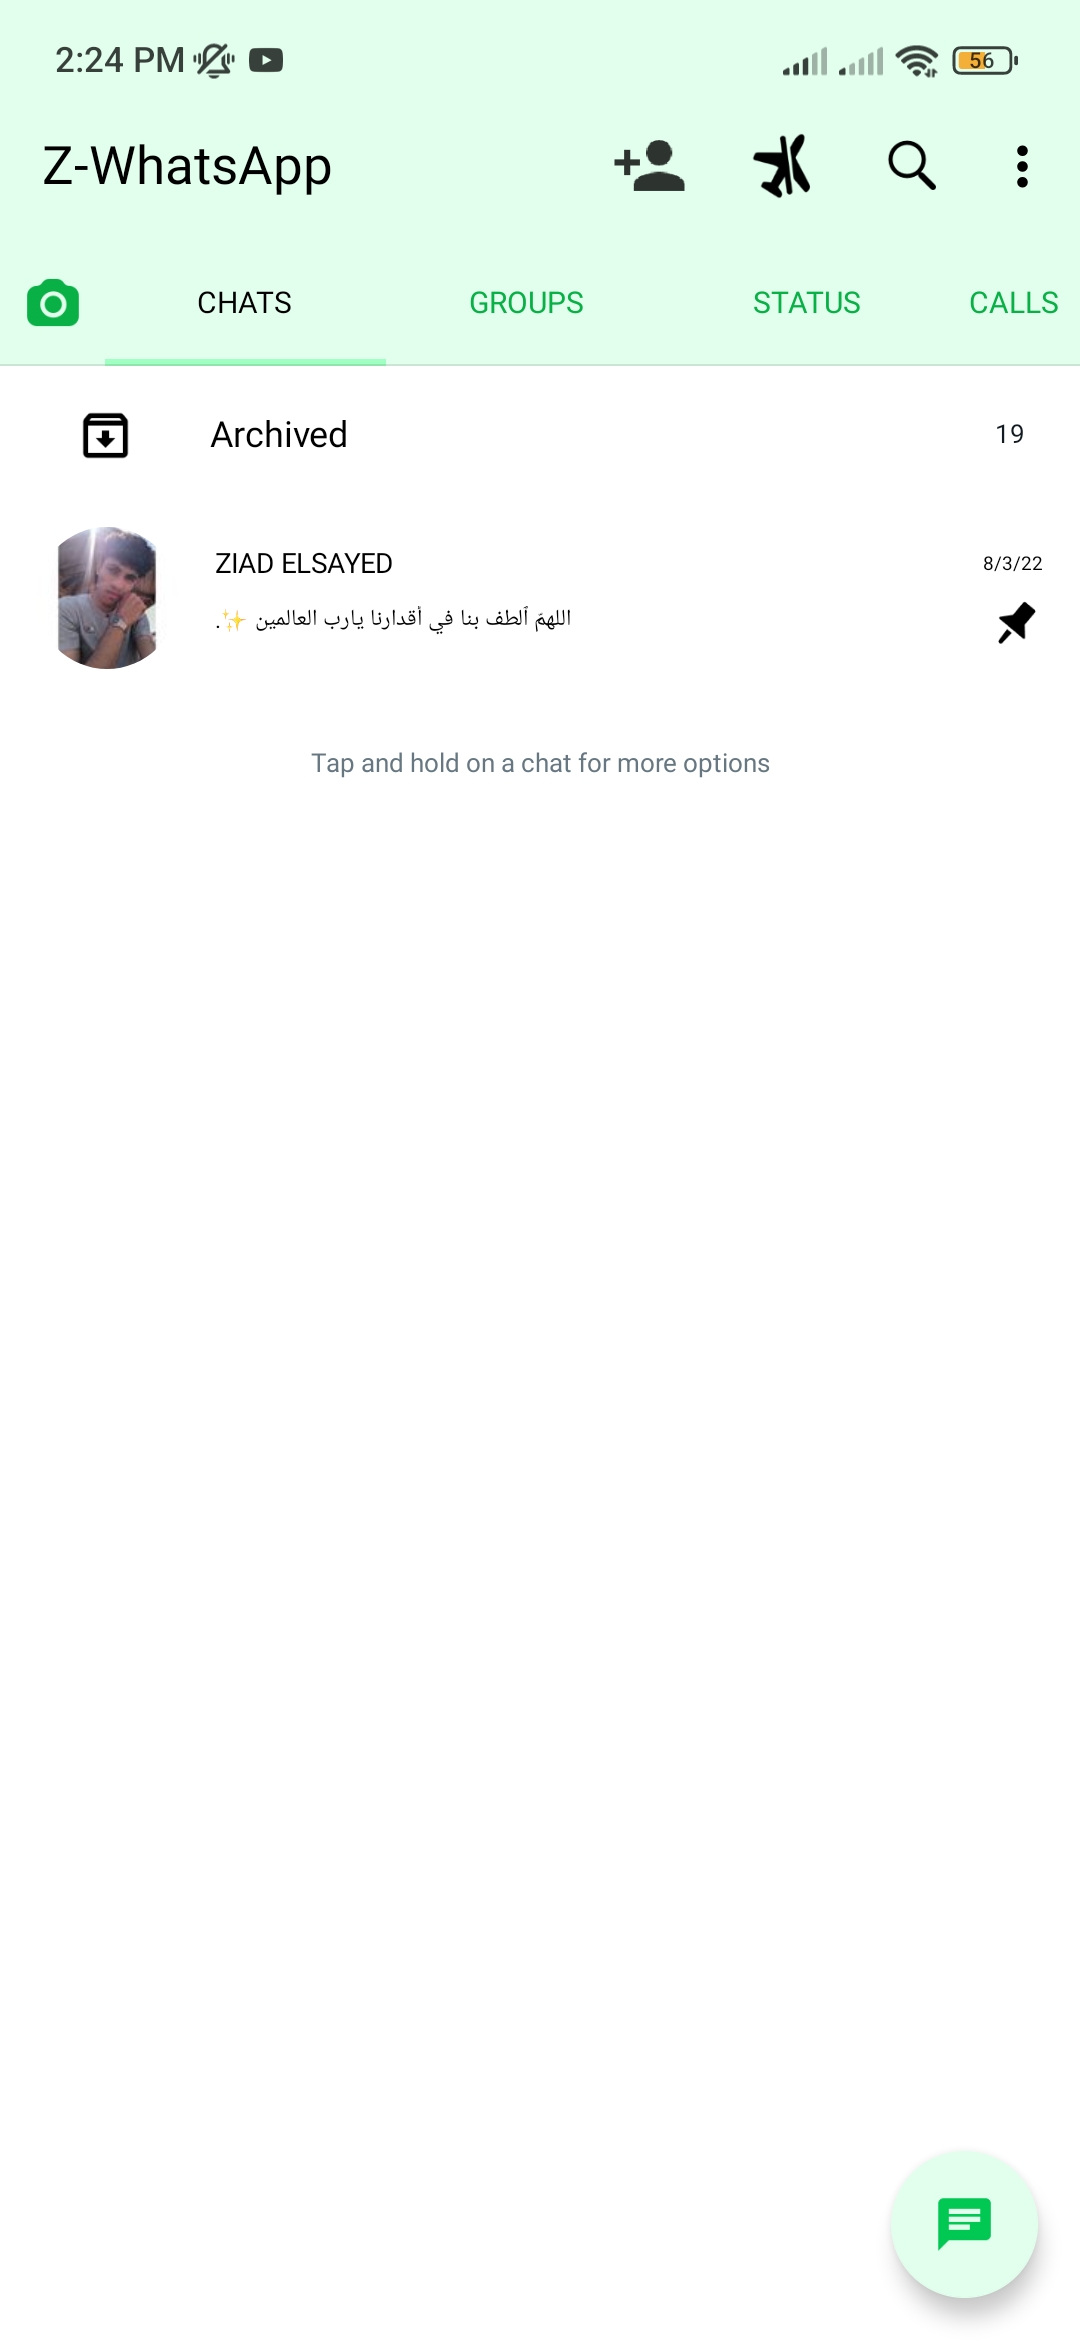 2:24 PM
56
Z-WhatsApp
CHATS GROUPS STATUS CALLS
Archived 19
ZIAD ELSAYED 8/3/22
اللهمّ ٱلطف بنا في أقدارنا يارب العالمين ✨.
Tap and hold on a chat for more options